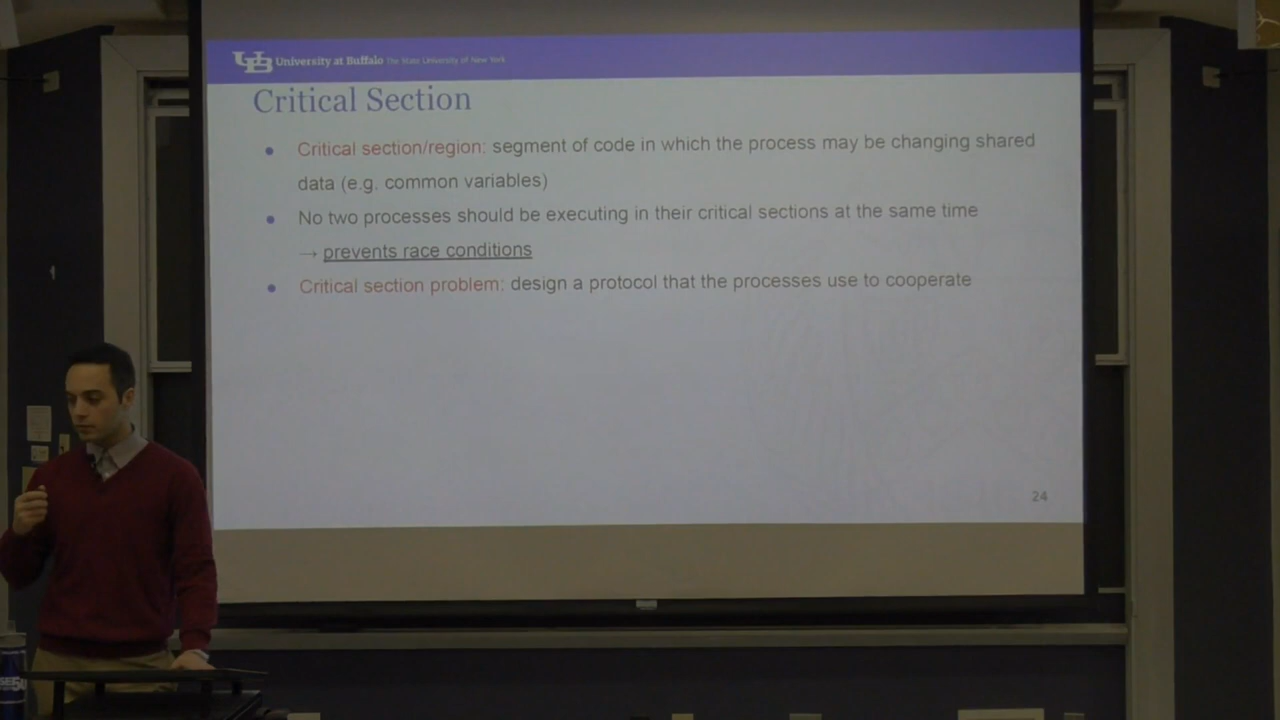 UB University at Buffalo The State University of New York
Critical Section
• Critical section/region: segment of code in which the process may be changing shared
data (e.g. common variables)
• No two processes should be executing in their critical sections at the same time
→ prevents race conditions
• Critical section problem: design a protocol that the processes use to cooperate
24